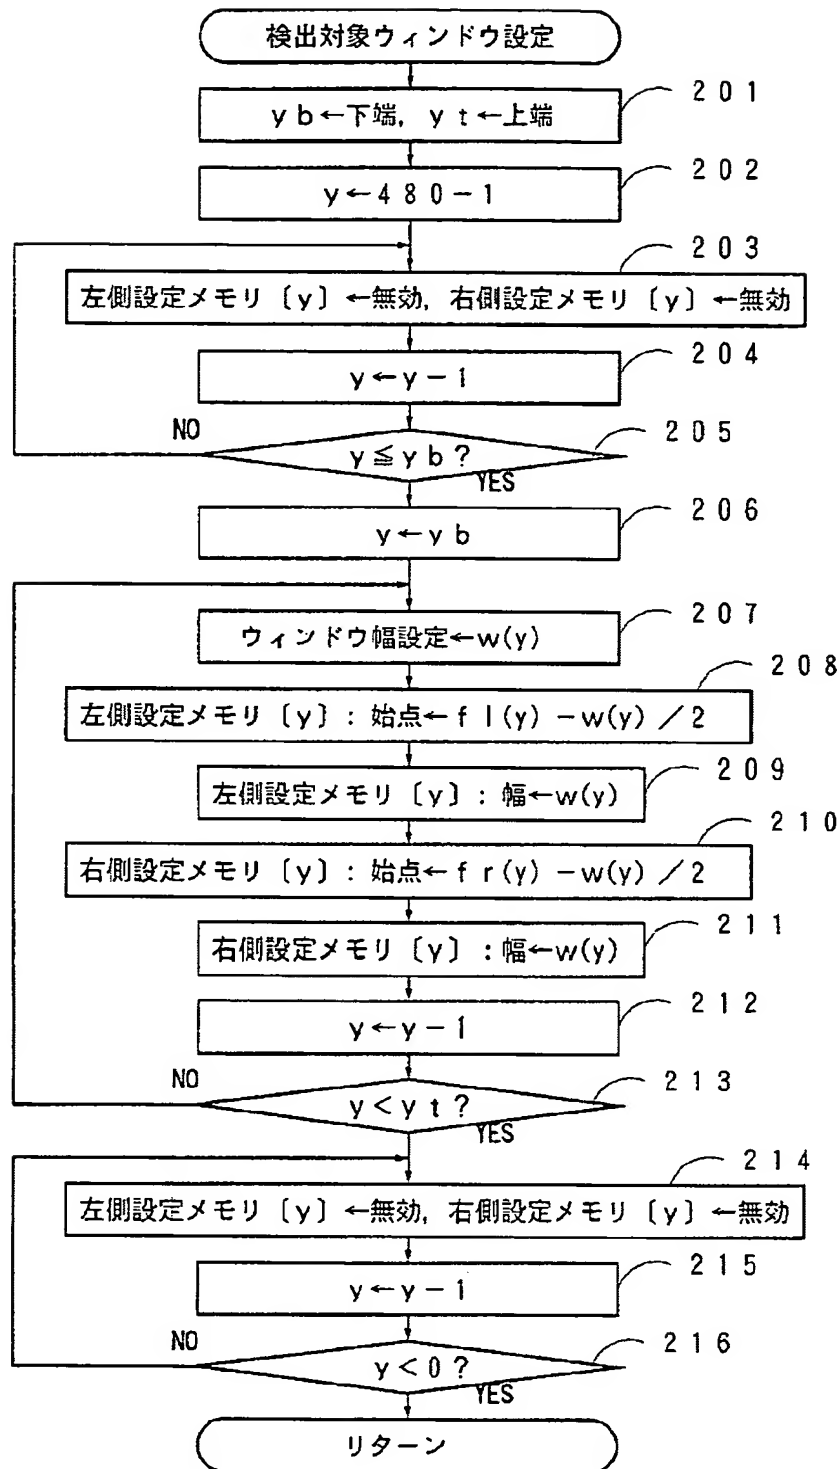 検出対象ウィンドウ設定
201
yb←下端, yt←上端
202
y←480-1
203
左側設定メモリ〔y〕←無効, 右側設定メモリ〔y〕←無効
204
y←y-1
205
NO
y≦yb?
YES
206
y←yb
207
ウィンドウ幅設定←w(y)
208
左側設定メモリ〔y〕: 始点←fl(y)-w(y)/2
209
左側設定メモリ〔y〕: 幅←w(y)
210
右側設定メモリ〔y〕: 始点←fr(y)-w(y)/2
211
右側設定メモリ〔y〕: 幅←w(y)
212
y←y-1
213
NO
y<yt?
YES
214
左側設定メモリ〔y〕←無効, 右側設定メモリ〔y〕←無効
215
y←y-1
216
NO
y<0?
YES
リターン